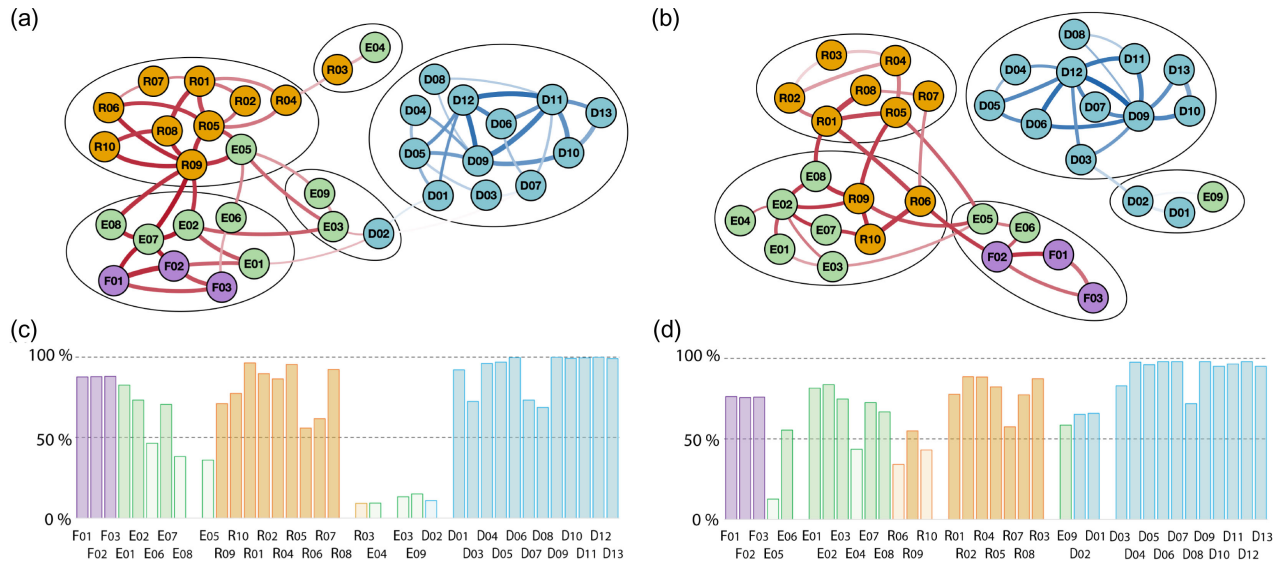 (a)
E04
R03
R07
R01
R06
R02
R04
R08
R05
R10
E05
R09
E09
E08
E02
E06
E03
E07
D02
F02
E01
F01
F03
D08
D12
D11
D04
D13
D06
D05
D09
D10
D01
D03
D07
(b)
R03
R04
R02
R08
R07
R01
R05
E08
E02
R09
R06
E04
E07
R10
E01
E03
E05
E06
F02
F01
F03
D08
D11
D04
D12
D13
D05
D07
D10
D06
D09
D03
D02
D01
E09
(c)
100 %
50 %
0 %
F01 F03 E02 E07 E05 R10 R02 R05 R07 R03 E03 D02 D01 D04 D06 D08 D10 D12
F02 E01 E06 E08 R09 R01 R04 R06 R08 E04 E09 D03 D05 D07 D09 D11 D13
(d)
100 %
50 %
0 %
F01 F03 E06 E01 E03 E07 R06 R10 R01 R04 R07 R03 E09 D01 D03 D05 D07 D09 D11 D13
F02 E05 E02 E04 E08 R09 R02 R05 R08 D02 D04 D06 D08 D10 D12